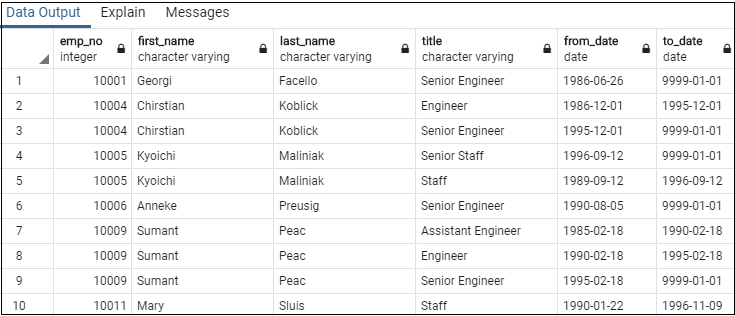 Data Output Explain Messages
emp_no first_name last_name title from_date to_date
integer character varying character varying character varying date date
1 10001 Georgi Facello Senior Engineer 1986-06-26 9999-01-01
2 10004 Chirstian Koblick Engineer 1986-12-01 1995-12-01
3 10004 Chirstian Koblick Senior Engineer 1995-12-01 9999-01-01
4 10005 Kyoichi Maliniak Senior Staff 1996-09-12 9999-01-01
5 10005 Kyoichi Maliniak Staff 1989-09-12 1996-09-12
6 10006 Anneke Preusig Senior Engineer 1990-08-05 9999-01-01
7 10009 Sumant Peac Assistant Engineer 1985-02-18 1990-02-18
8 10009 Sumant Peac Engineer 1990-02-18 1995-02-18
9 10009 Sumant Peac Senior Engineer 1995-02-18 9999-01-01
10 10011 Mary Sluis Staff 1990-01-22 1996-11-09